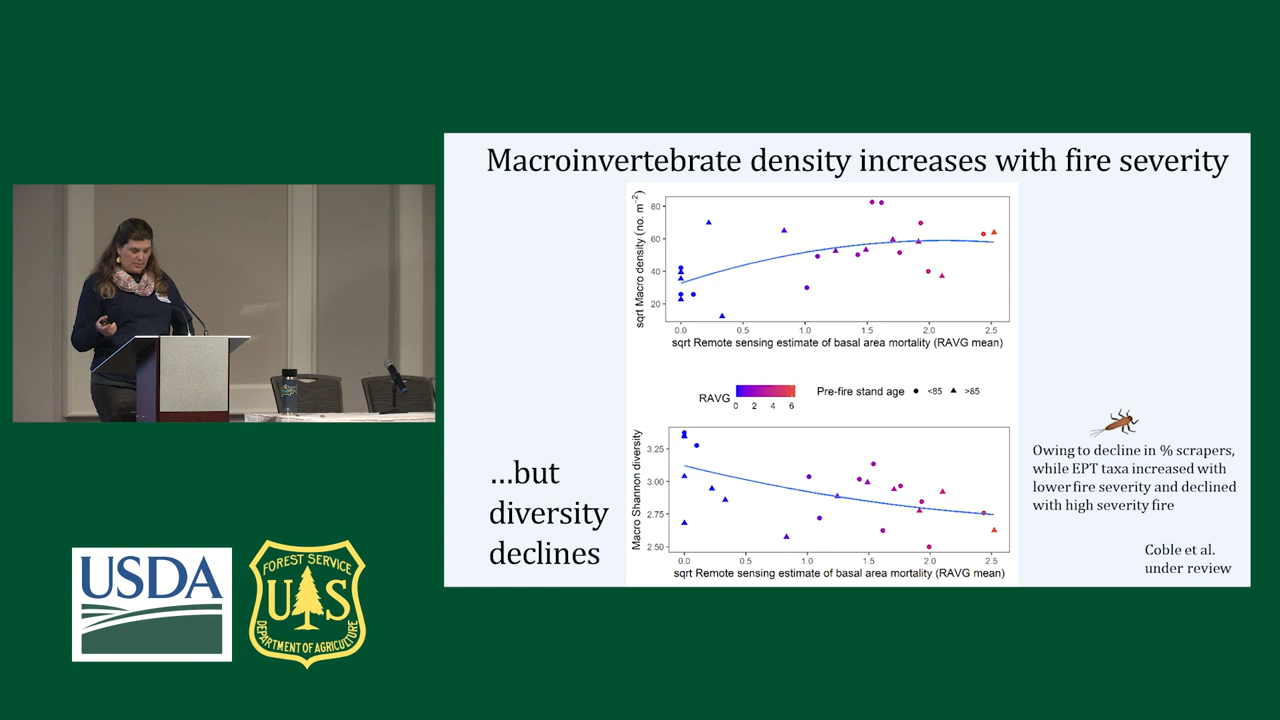 Macroinvertebrate density increases with fire severity
sqrt Macro density (no. m⁻²)
80
60
40
20
0.0 0.5 1.0 1.5 2.0 2.5
sqrt Remote sensing estimate of basal area mortality (RAVG mean)
RAVG
0 2 4 6
Pre-fire stand age
<85
>85
Macro Shannon diversity
3.25
3.00
2.75
2.50
0.0 0.5 1.0 1.5 2.0 2.5
sqrt Remote sensing estimate of basal area mortality (RAVG mean)
...but
diversity
declines
Owing to decline in % scrapers,
while EPT taxa increased with
lower fire severity and declined
with high severity fire
Coble et al.
under review
USDA
FOREST SERVICE
U S
DEPARTMENT OF AGRICULTURE